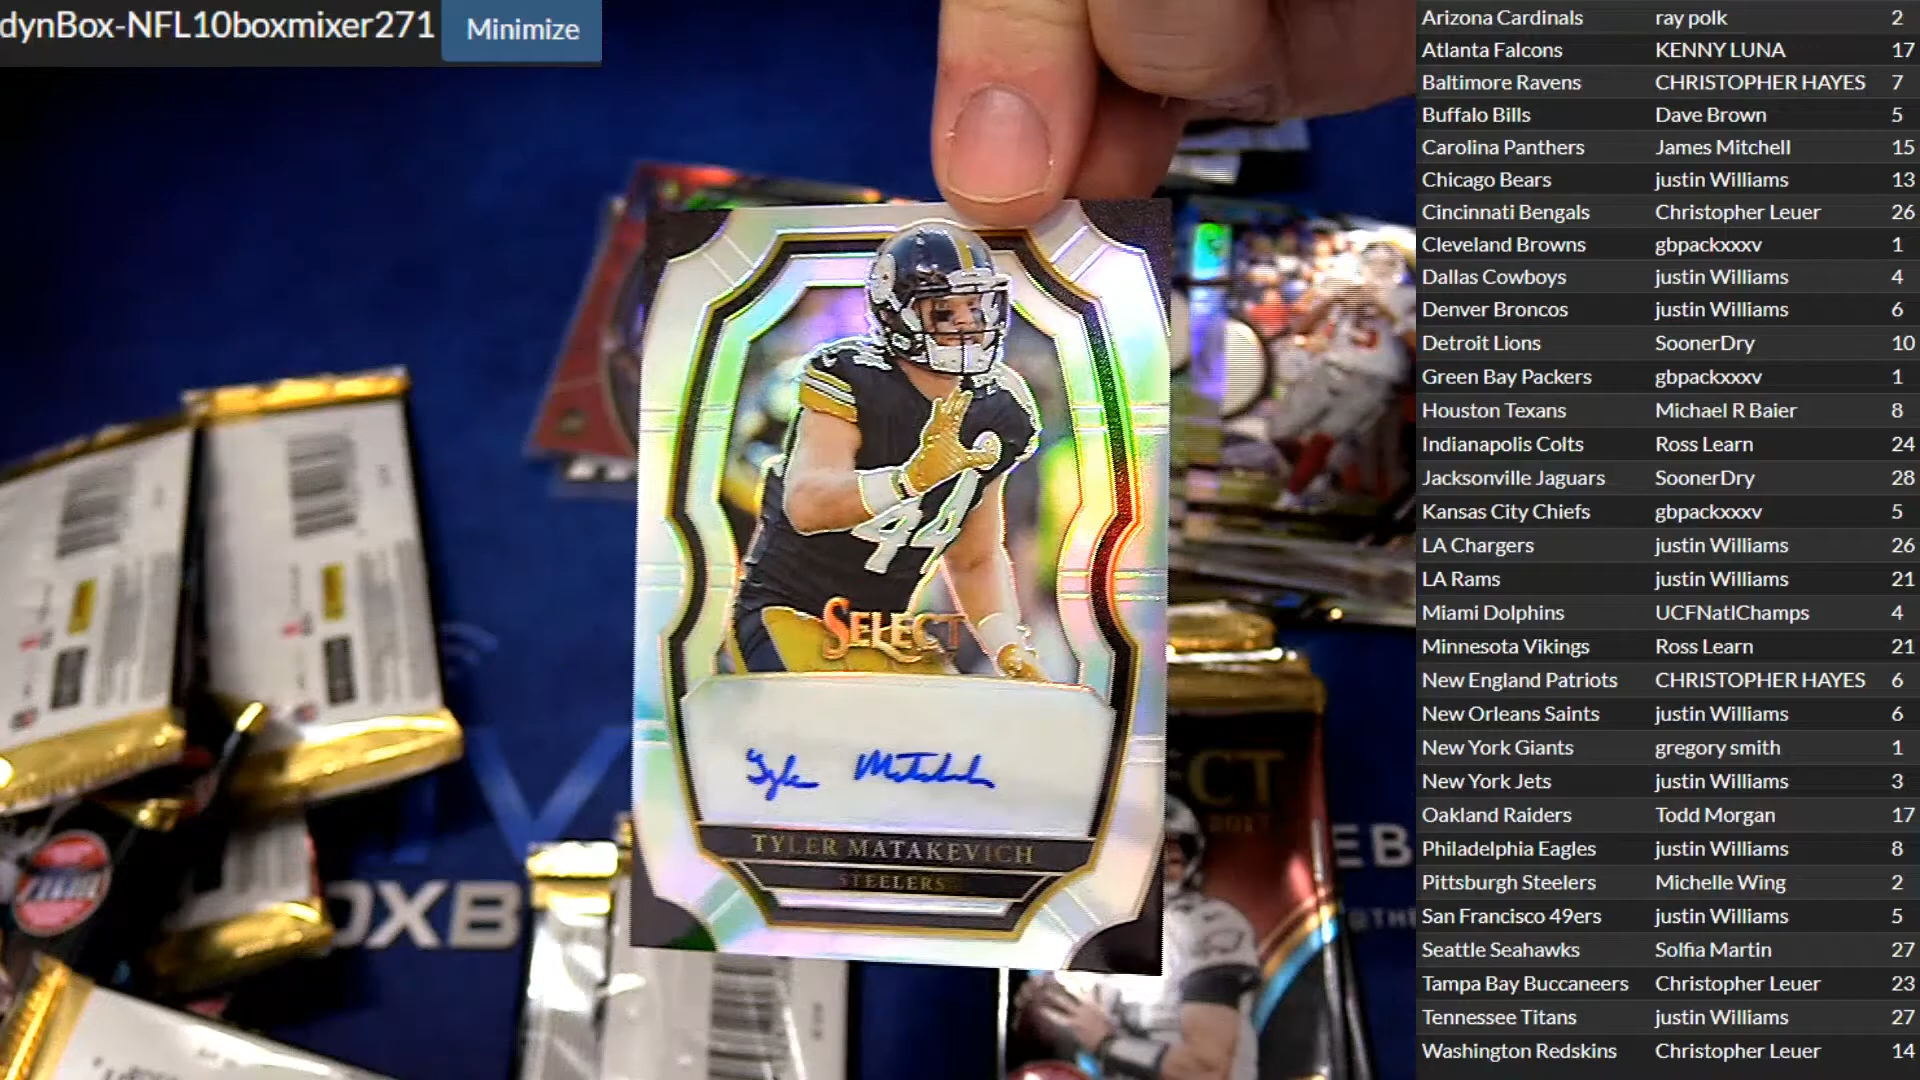 dynBox-NFL10boxmixer271
Minimize
44
SELECT
Tyler Matakevich
TYLER MATAKEVICH
STEELERS
CT
2017
OXB
EB
@TH
Arizona Cardinals ray polk 2
Atlanta Falcons KENNY LUNA 17
Baltimore Ravens CHRISTOPHER HAYES 7
Buffalo Bills Dave Brown 5
Carolina Panthers James Mitchell 15
Chicago Bears justin Williams 13
Cincinnati Bengals Christopher Leuer 26
Cleveland Browns gbpackxxxv 1
Dallas Cowboys justin Williams 4
Denver Broncos justin Williams 6
Detroit Lions SoonerDry 10
Green Bay Packers gbpackxxxv 1
Houston Texans Michael R Baier 8
Indianapolis Colts Ross Learn 24
Jacksonville Jaguars SoonerDry 28
Kansas City Chiefs gbpackxxxv 5
LA Chargers justin Williams 26
LA Rams justin Williams 21
Miami Dolphins UCFNatlChamps 4
Minnesota Vikings Ross Learn 21
New England Patriots CHRISTOPHER HAYES 6
New Orleans Saints justin Williams 6
New York Giants gregory smith 1
New York Jets justin Williams 3
Oakland Raiders Todd Morgan 17
Philadelphia Eagles justin Williams 8
Pittsburgh Steelers Michelle Wing 2
San Francisco 49ers justin Williams 5
Seattle Seahawks Solfia Martin 27
Tampa Bay Buccaneers Christopher Leuer 23
Tennessee Titans justin Williams 27
Washington Redskins Christopher Leuer 14